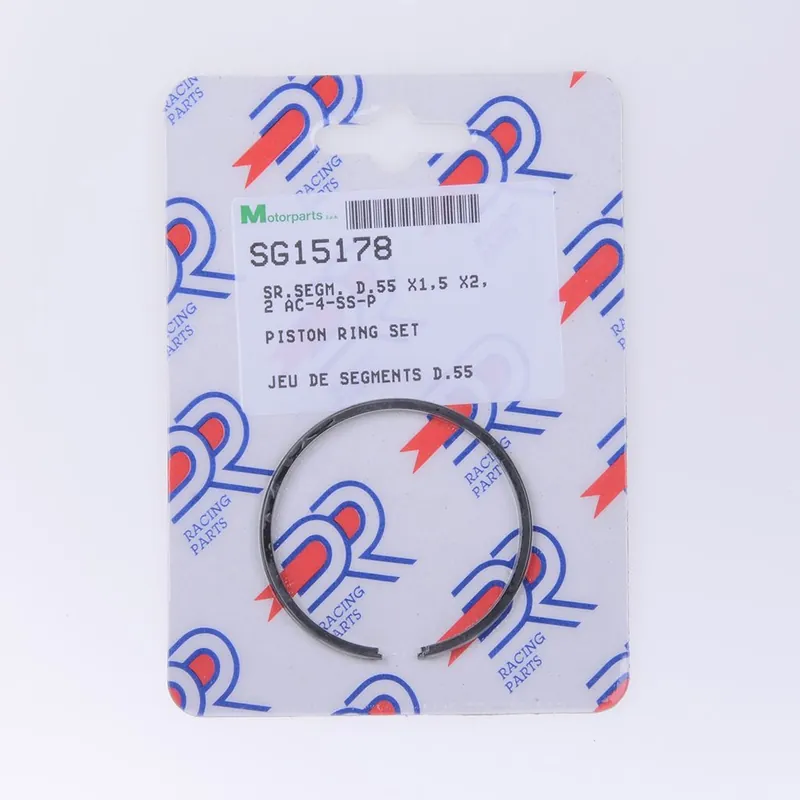 RACING
PARTS
RACING
Motorparts S.p.A.
SG15178
SR.SEGM. D.55 X1,5 X2,
2 AC-4-SS-P
PISTON RING SET
JEU DE SEGMENTS D.55
RACING
PARTS
RACING
PARTS
RACING
PARTS
RACING
PARTS